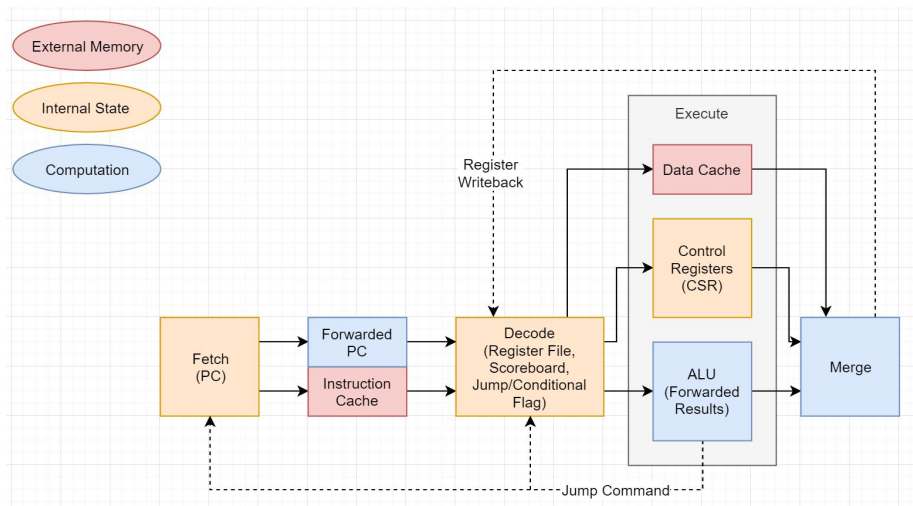 External Memory
Internal State
Computation
Execute
Register
Writeback
Data Cache
Control
Registers
(CSR)
Fetch
(PC)
Forwarded
PC
Instruction
Cache
Decode
(Register File,
Scoreboard,
Jump/Conditional
Flag)
ALU
(Forwarded
Results)
Merge
Jump Command